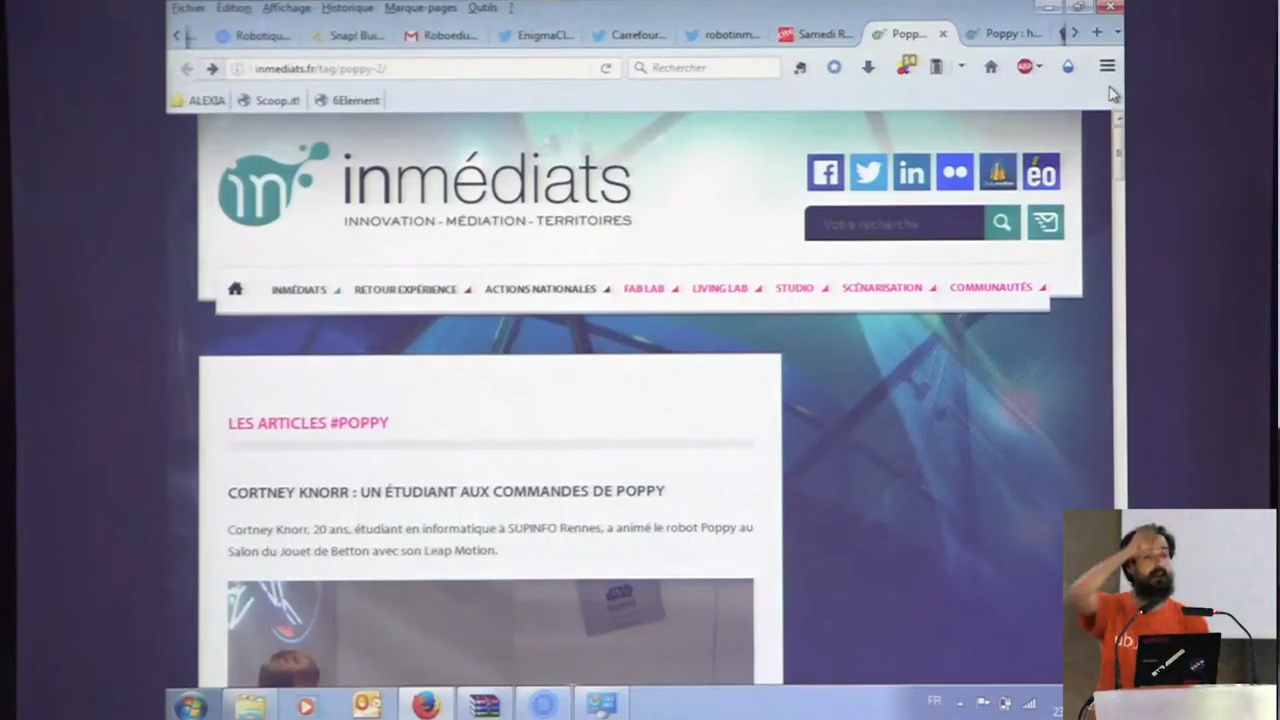 Fichier Édition Affichage Historique Marque-pages Outils ?
Robotiqu... Snap! Bui... Roboedu... EnigmaCl... Carrefour... robotinm... Samedi R... Popp... Poppy : h...
inmediats.fr/tag/poppy-2/ Rechercher
ALEXIA Scoop.it! 6Element
in inmédiats
INNOVATION - MÉDIATION - TERRITOIRES
éo
Votre recherche
INMÉDIATS RETOUR EXPÉRIENCE ACTIONS NATIONALES FAB LAB LIVING LAB STUDIO SCÉNARISATION COMMUNAUTÉS
LES ARTICLES #POPPY
CORTNEY KNORR : UN ÉTUDIANT AUX COMMANDES DE POPPY
Cortney Knorr, 20 ans, étudiant en informatique à SUPINFO Rennes, a animé le robot Poppy au
Salon du Jouet de Betton avec son Leap Motion.
FR